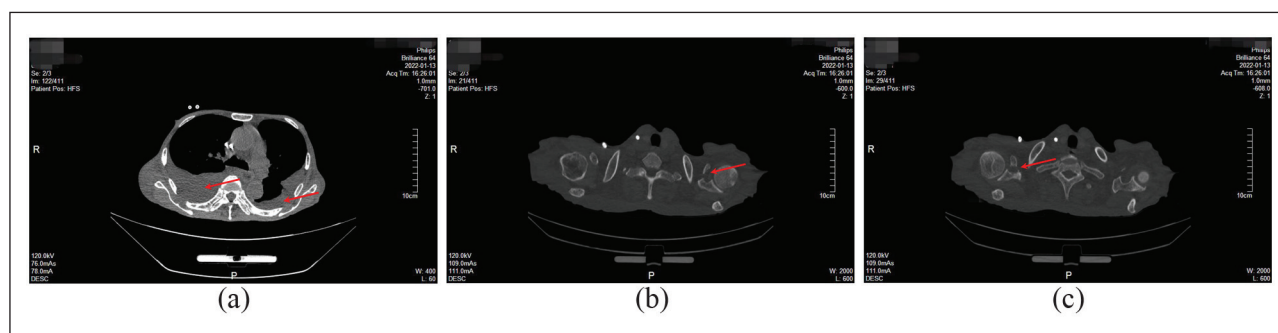 Philips
Brilliance 64
2022-01-13
Acq Tm: 16:26:01
1.0mm
-701.0
Z: 1
Se: 2/3
Im: 122/411
Patient Pos: HFS
R
10cm
120.0kV
76.0mAs
78.0mA
DESC
P
W: 400
L: 60
(a)
Philips
Brilliance 64
2022-01-13
Acq Tm: 16:26:01
1.0mm
-600.0
Z: 1
Se: 2/3
Im: 21/411
Patient Pos: HFS
R
10cm
120.0kV
109.0mAs
111.0mA
DESC
P
W: 2000
L: 600
(b)
Philips
Brilliance 64
2022-01-13
Acq Tm: 16:26:01
1.0mm
-608.0
Z: 1
Se: 2/3
Im: 29/411
Patient Pos: HFS
R
10cm
120.0kV
109.0mAs
111.0mA
DESC
P
W: 2000
L: 600
(c)